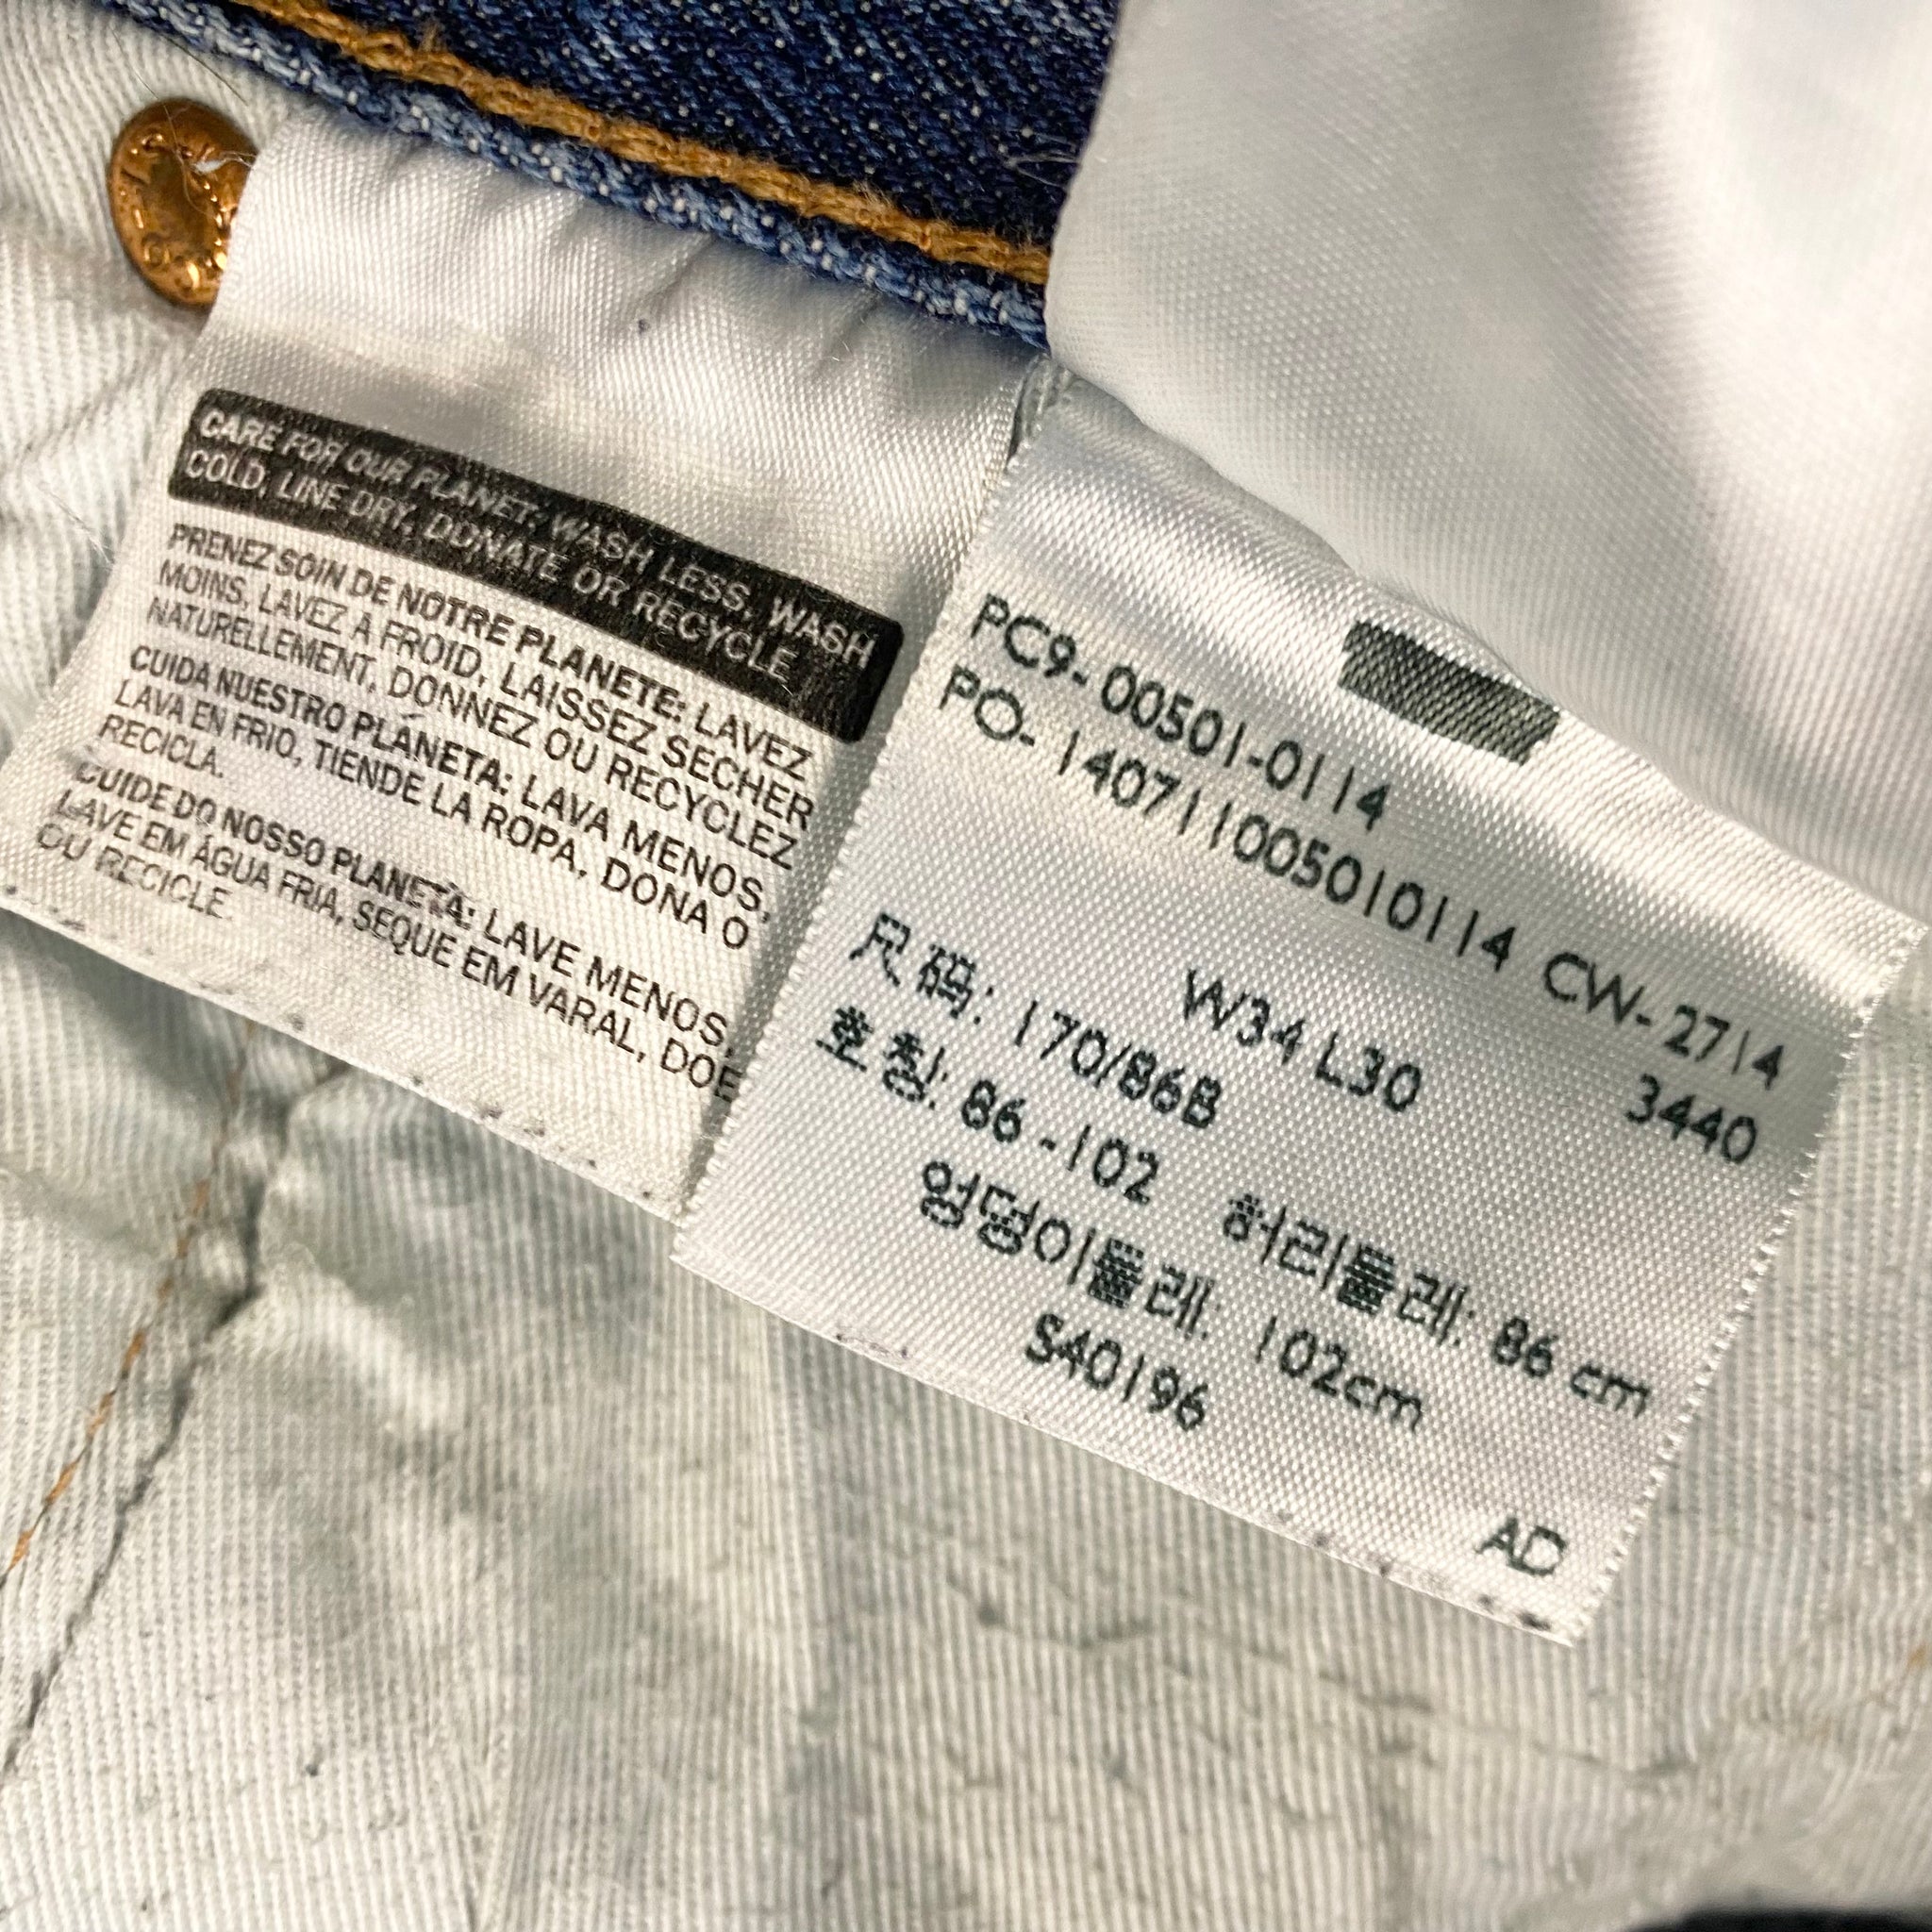 CARE FOR OUR PLANET: WASH LESS, WASH
COLD, LINE DRY, DONATE OR RECYCLE
PRENEZ SOIN DE NOTRE PLANETE: LAVEZ
MOINS, LAVEZ À FROID, LAISSEZ SECHER
NATURELLEMENT, DONNEZ OU RECYCLEZ
CUIDA NUESTRO PLANETA: LAVA MENOS,
LAVA EN FRIO, TIENDE LA ROPA, DONA O
RECICLA.
CUIDE DO NOSSO PLANETA: LAVE MENOS,
LAVE EM ÁGUA FRIA, SEQUE EM VARAL, DOE
OU RECICLE.
PC9-00501-0114
PO-140711005010114 CW-2714
W34 L30 3440
尺码: 170/86B
호칭: 86-102 허리둘레: 86 cm
엉덩이둘레: 102cm
S40196
AD